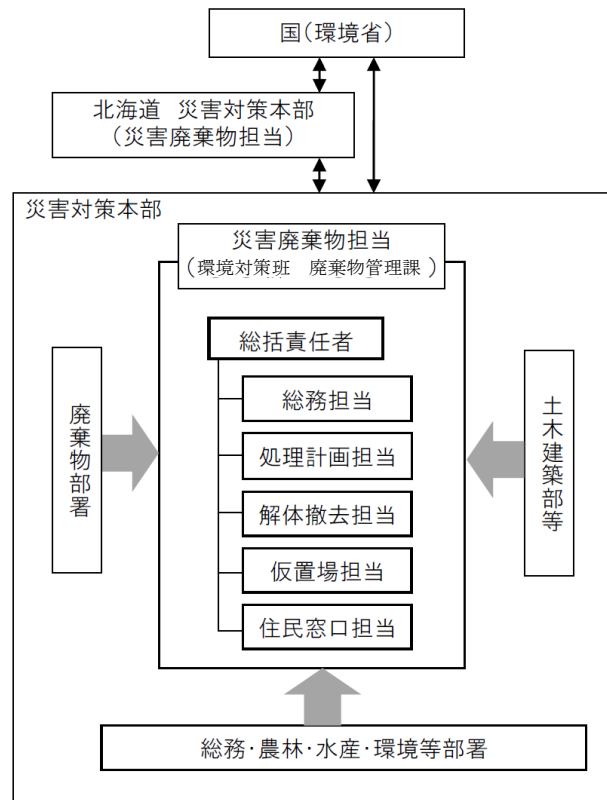 国(環境省)
北海道 災害対策本部
(災害廃棄物担当)
災害対策本部
災害廃棄物担当
(環境対策班 廃棄物管理課)
総括責任者
総務担当
処理計画担当
解体撤去担当
仮置場担当
住民窓口担当
廃棄物部署
土木建築部等
総務・農林・水産・環境等部署